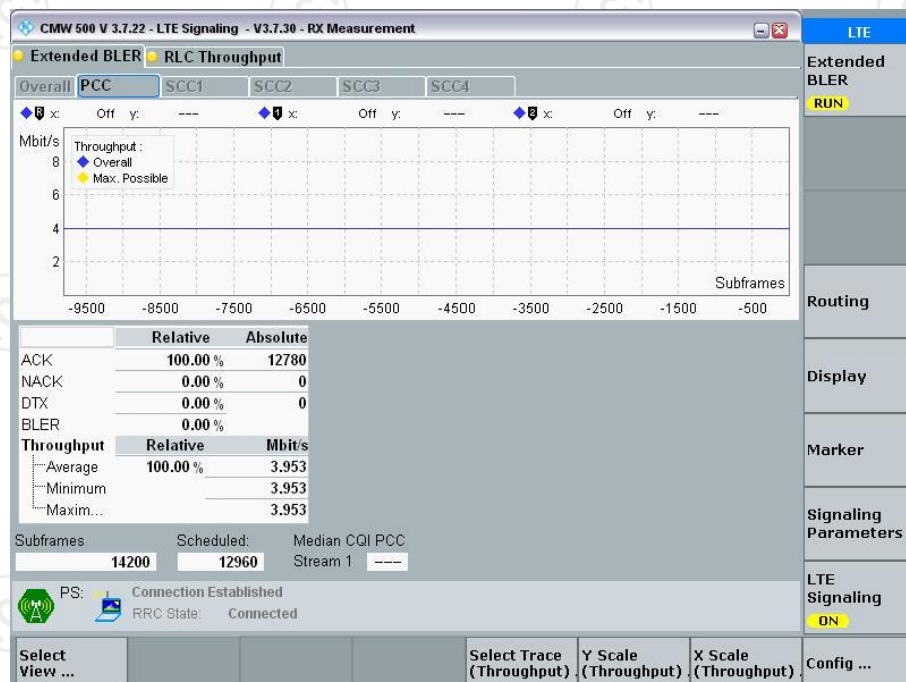 CMW 500 V 3.7.22 - LTE Signaling - V3.7.30 - RX Measurement
LTE
Extended BLER RLC Throughput
Overall PCC SCC1 SCC2 SCC3 SCC4
R x: Off y: --- 1 x: Off y: --- 2 x: Off y: ---
Mbit/s
Throughput :
Overall
Max. Possible
8
6
4
2
Subframes
-9500 -8500 -7500 -6500 -5500 -4500 -3500 -2500 -1500 -500
Relative Absolute
ACK 100.00 % 12780
NACK 0.00 % 0
DTX 0.00 % 0
BLER 0.00 %
Throughput Relative Mbit/s
Average 100.00 % 3.953
Minimum 3.953
Maxim... 3.953
Subframes Scheduled: Median CQI PCC
14200 12960 Stream 1 ---
PS: Connection Established
RRC State: Connected
Extended
BLER
RUN
Routing
Display
Marker
Signaling
Parameters
LTE
Signaling
ON
Select
View ...
Select Trace
(Throughput) .
Y Scale
(Throughput) .
X Scale
(Throughput) .
Config ...